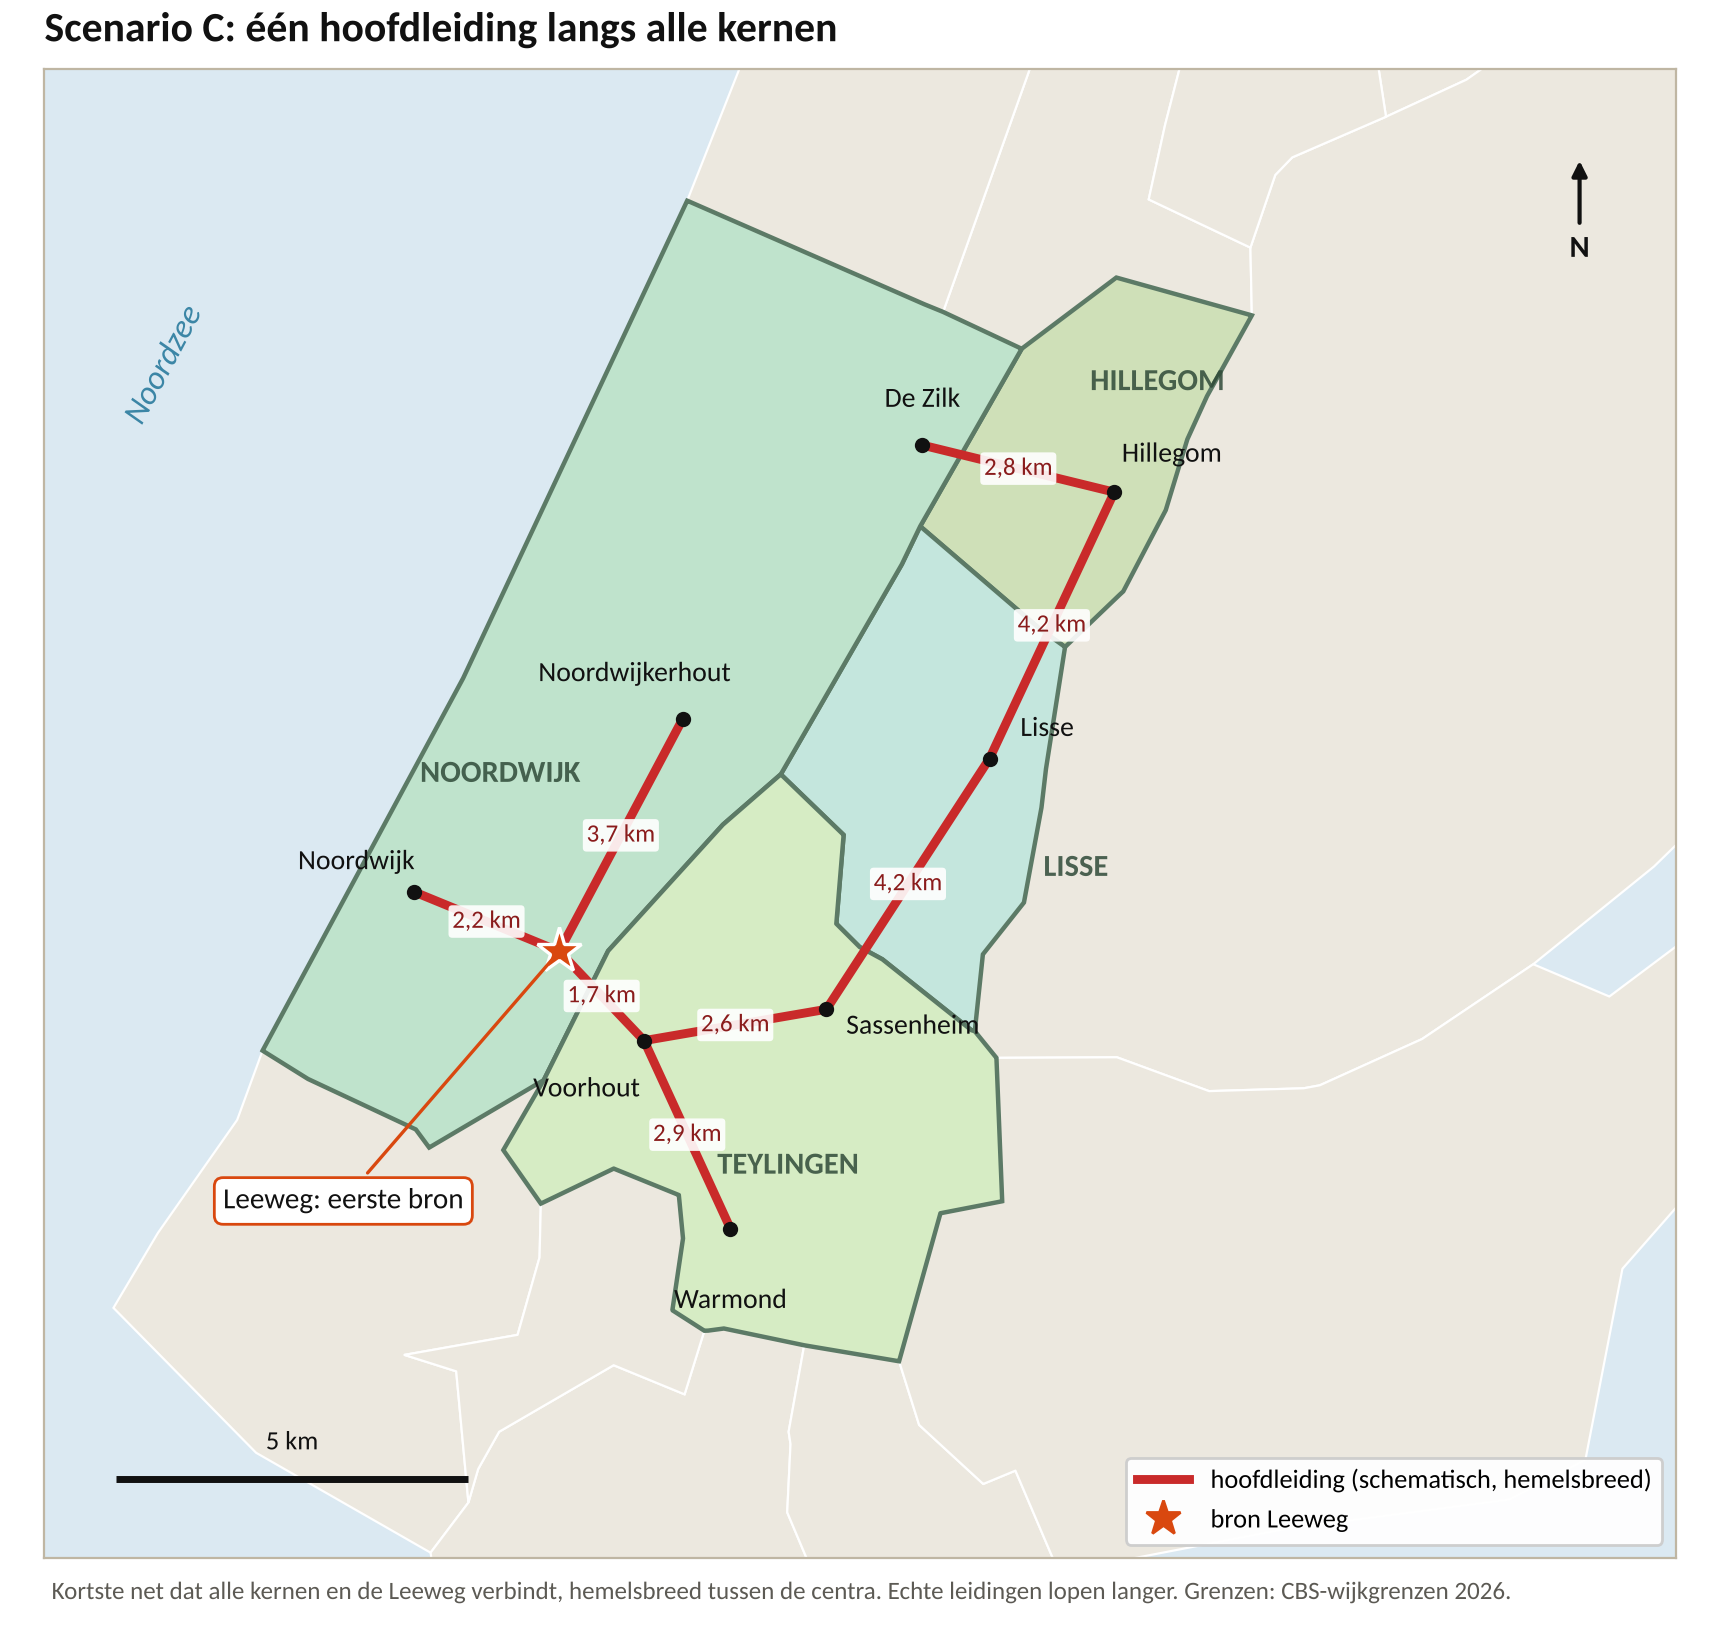 Scenario C: één hoofdleiding langs alle kernen
N
Noordzee
HILLEGOM
De Zilk
Hillegom
2,8 km
4,2 km
Noordwijkerhout
Lisse
NOORDWIJK
3,7 km
Noordwijk
LISSE
4,2 km
2,2 km
1,7 km
2,6 km
Sassenheim
Voorhout
2,9 km
TEYLINGEN
Leeweg: eerste bron
Warmond
5 km
hoofdleiding (schematisch, hemelsbreed)
bron Leeweg
Kortste net dat alle kernen en de Leeweg verbindt, hemelsbreed tussen de centra. Echte leidingen lopen langer. Grenzen: CBS-wijkgrenzen 2026.